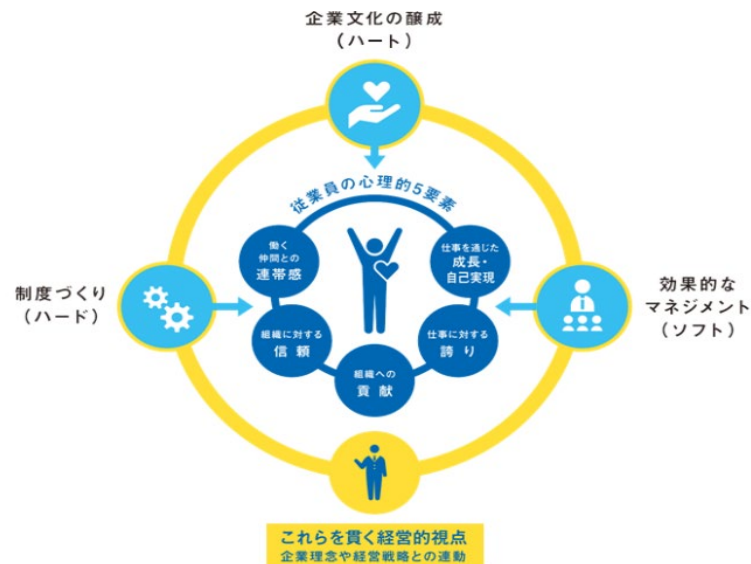 企業文化の醸成
（ハート）
従業員の心理的5要素
働く
仲間との
連帯感
仕事を通じた
成長・
自己実現
制度づくり
（ハード）
効果的な
マネジメント
（ソフト）
組織に対する
信頼
仕事に対する
誇り
組織への
貢献
これらを貫く経営的視点
企業理念や経営戦略との連動